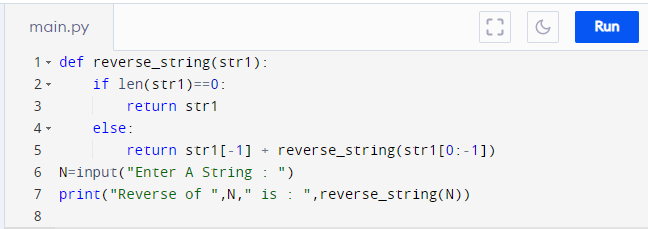 main.py
Run
1 def reverse_string(str1):
2     if len(str1)==0:
3         return str1
4     else:
5         return str1[-1] + reverse_string(str1[0:-1])
6 N=input("Enter A String : ")
7 print("Reverse of ",N," is : ",reverse_string(N))
8